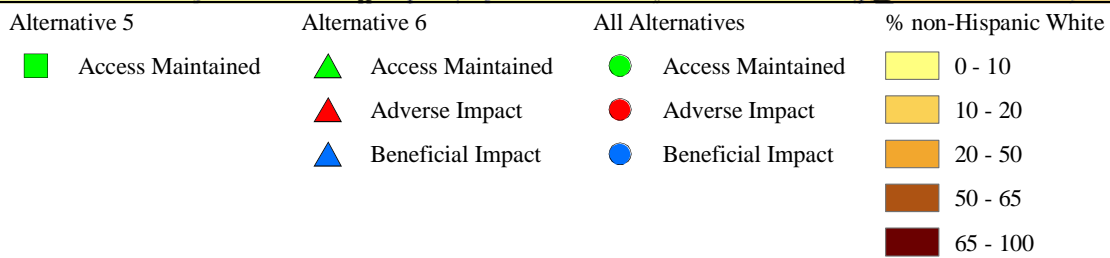 Alternative 5 Alternative 6 All Alternatives % non-Hispanic White
Access Maintained Access Maintained Access Maintained 0 - 10
Adverse Impact Adverse Impact 10 - 20
Beneficial Impact Beneficial Impact 20 - 50
50 - 65
65 - 100